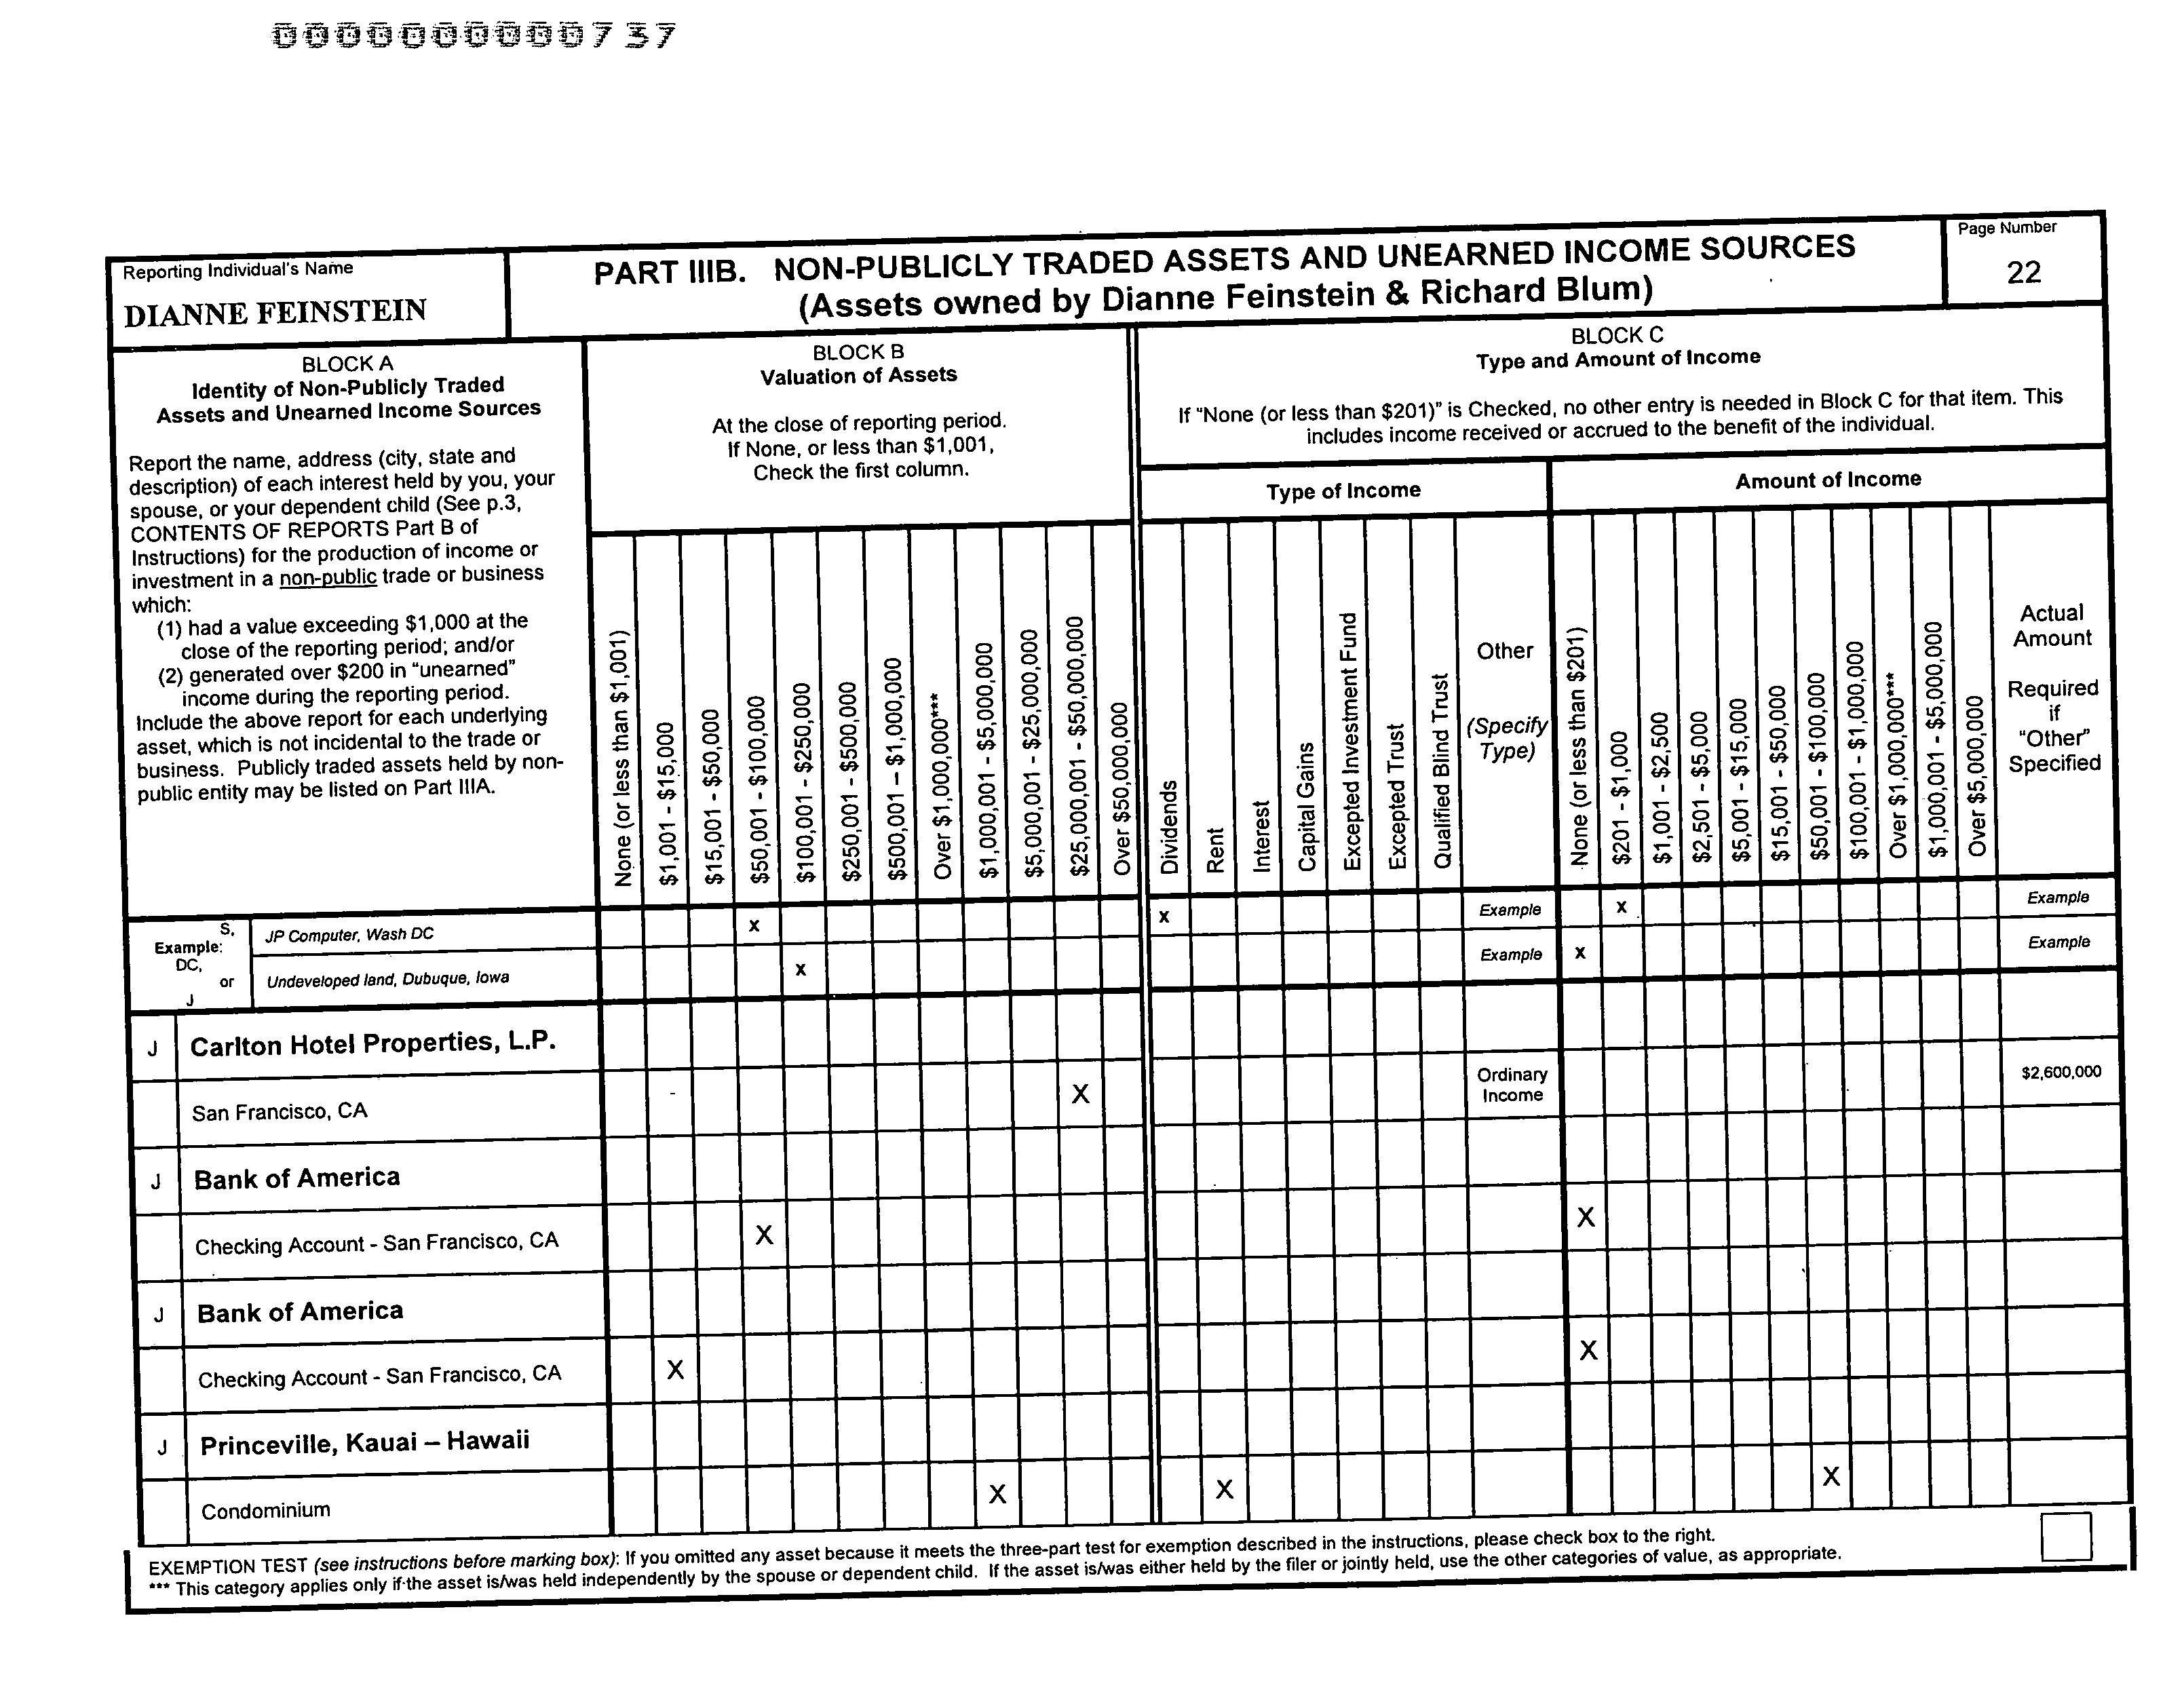 000000000737
Reporting Individual's Name
DIANNE FEINSTEIN
PART IIIB. NON-PUBLICLY TRADED ASSETS AND UNEARNED INCOME SOURCES
(Assets owned by Dianne Feinstein & Richard Blum)
Page Number
22
BLOCK A
Identity of Non-Publicly Traded
Assets and Unearned Income Sources
Report the name, address (city, state and
description) of each interest held by you, your
spouse, or your dependent child (See p.3,
CONTENTS OF REPORTS Part B of
Instructions) for the production of income or
investment in a non-public trade or business
which:
(1) had a value exceeding $1,000 at the
close of the reporting period; and/or
(2) generated over $200 in "unearned"
income during the reporting period.
Include the above report for each underlying
asset, which is not incidental to the trade or
business. Publicly traded assets held by non-
public entity may be listed on Part IIIA.
BLOCK B
Valuation of Assets
At the close of reporting period.
If None, or less than $1,001,
Check the first column.
None (or less than $1,001)
$1,001 - $15,000
$15,001 - $50,000
$50,001 - $100,000
$100,001 - $250,000
$250,001 - $500,000
$500,001 – $1,000,000
Over $1,000,000***
$1,000,001 - $5,000,000
$5,000,001 - $25,000,000
$25,000,001 - $50,000,000
Over $50,000,000
BLOCK C
Type and Amount of Income
If "None (or less than $201)" is Checked, no other entry is needed in Block C for that item. This
includes income received or accrued to the benefit of the individual.
Type of Income
Dividends
Rent
Interest
Capital Gains
Excepted Investment Fund
Excepted Trust
Qualified Blind Trust
Other
(Specify
Type)
Amount of Income
None (or less than $201)
$201 - $1,000
$1,001 - $2,500
$2,501 - $5,000
$5,001 - $15,000
$15,001 - $50,000
$50,001 - $100,000
$100,001 - $1,000,000
Over $1,000,000***
$1,000,001 - $5,000,000
Over $5,000,000
Actual
Amount
Required
if
"Other"
Specified
S,
Example:
DC,
or
J
JP Computer, Wash DC x x Example x Example
Undeveloped land, Dubuque, Iowa x Example x Example
J Carlton Hotel Properties, L.P.
San Francisco, CA X Ordinary $2,600,000
Income
J Bank of America
Checking Account - San Francisco, CA X X
J Bank of America
Checking Account - San Francisco, CA X X
J Princeville, Kauai – Hawaii
Condominium X X X
EXEMPTION TEST (see instructions before marking box): If you omitted any asset because it meets the three-part test for exemption described in the instructions, please check box to the right.
*** This category applies only if the asset is/was held independently by the spouse or dependent child. If the asset is/was either held by the filer or jointly held, use the other categories of value, as appropriate.